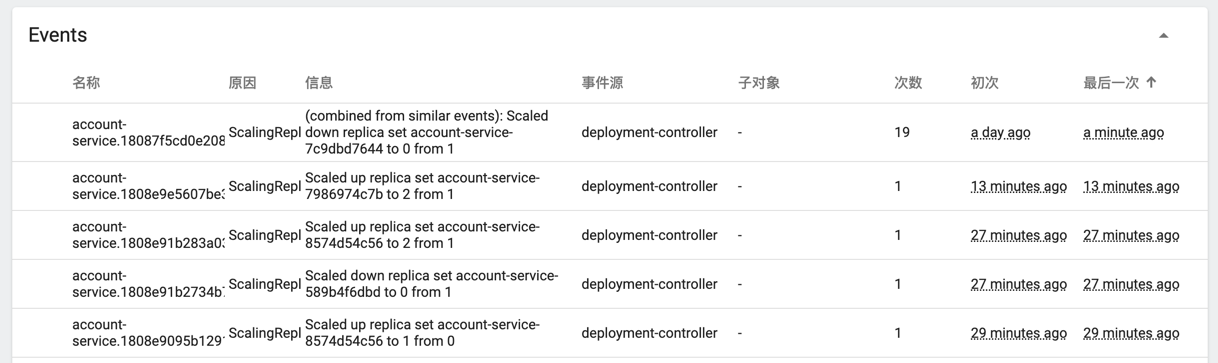 Events
名称 原因 信息 事件源 子对象 次数 初次 最后一次
(combined from similar events): Scaled
account- down replica set account-service-
service.18087f5cd0e208 ScalingRepl 7c9dbd7644 to 0 from 1 deployment-controller - 19 a day ago a minute ago
account- Scaled up replica set account-service-
service.1808e9e5607be ScalingRepl 7986974c7b to 2 from 1 deployment-controller - 1 13 minutes ago 13 minutes ago
account- Scaled up replica set account-service-
service.1808e91b283a0 ScalingRepl 8574d54c56 to 2 from 1 deployment-controller - 1 27 minutes ago 27 minutes ago
account- Scaled down replica set account-service-
service.1808e91b2734b ScalingRepl 589b4f6dbd to 0 from 1 deployment-controller - 1 27 minutes ago 27 minutes ago
account- Scaled up replica set account-service-
service.1808e9095b129 ScalingRepl 8574d54c56 to 1 from 0 deployment-controller - 1 29 minutes ago 29 minutes ago